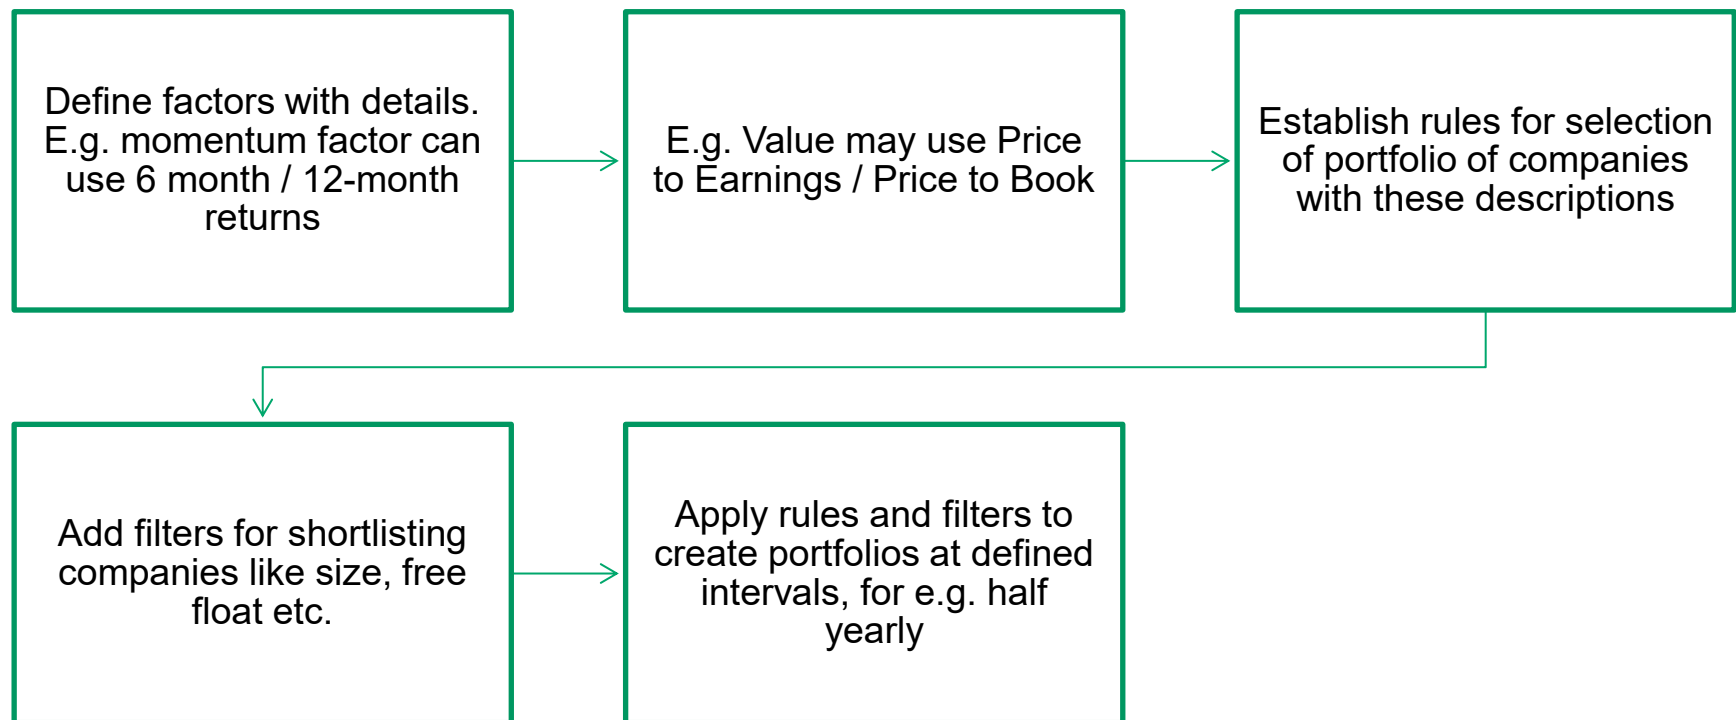 Define factors with details.
E.g. momentum factor can
use 6 month / 12-month
returns
E.g. Value may use Price
to Earnings / Price to Book
Establish rules for selection
of portfolio of companies
with these descriptions
Add filters for shortlisting
companies like size, free
float etc.
Apply rules and filters to
create portfolios at defined
intervals, for e.g. half
yearly